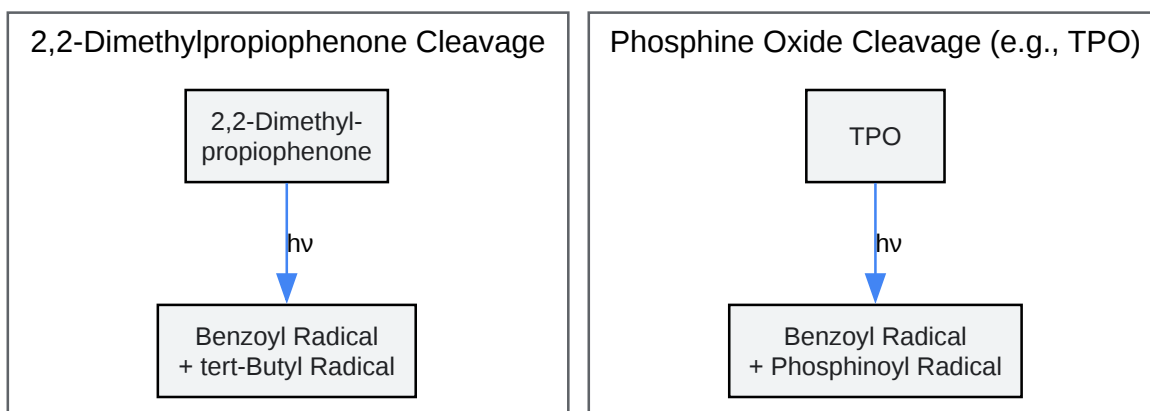 2,2-Dimethylpropiophenone Cleavage
2,2-Dimethyl-
propiophenone
hν
Benzoyl Radical
+ tert-Butyl Radical
Phosphine Oxide Cleavage (e.g., TPO)
TPO
hν
Benzoyl Radical
+ Phosphinoyl Radical